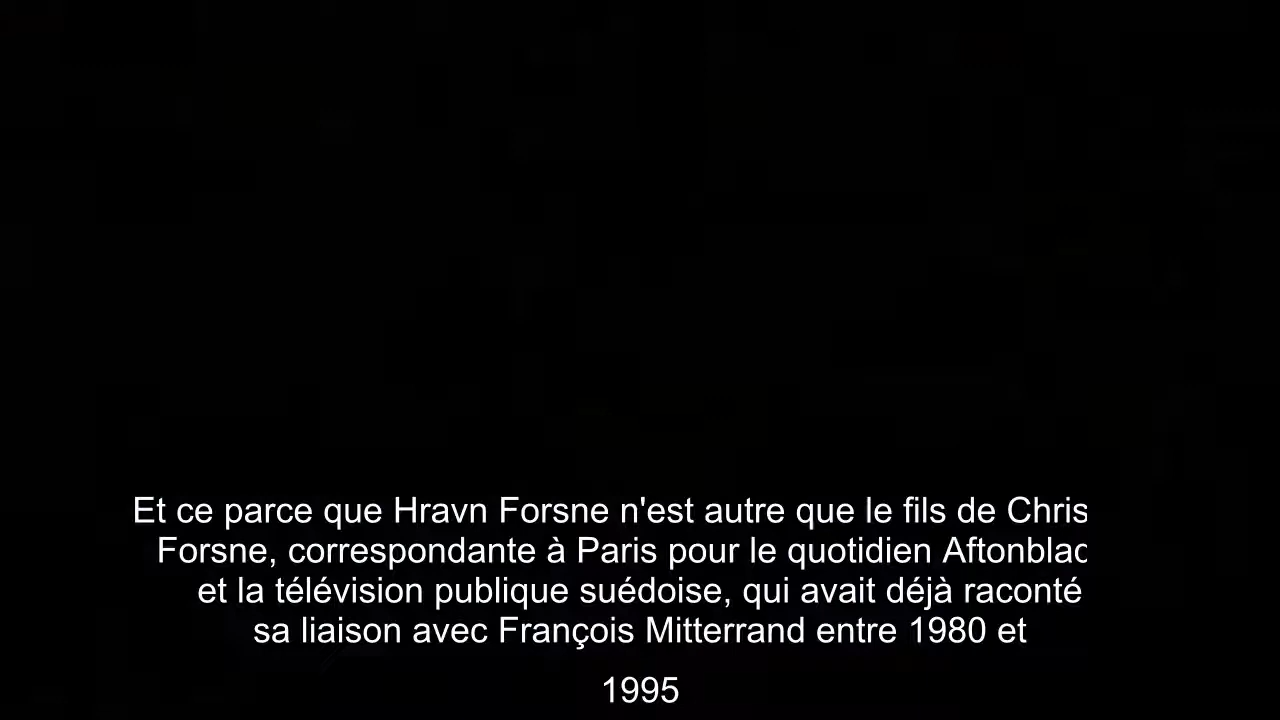 Et ce parce que Hravn Forsne n'est autre que le fils de Chris
Forsne, correspondante à Paris pour le quotidien Aftonblac
et la télévision publique suédoise, qui avait déjà raconté
sa liaison avec François Mitterrand entre 1980 et
1995